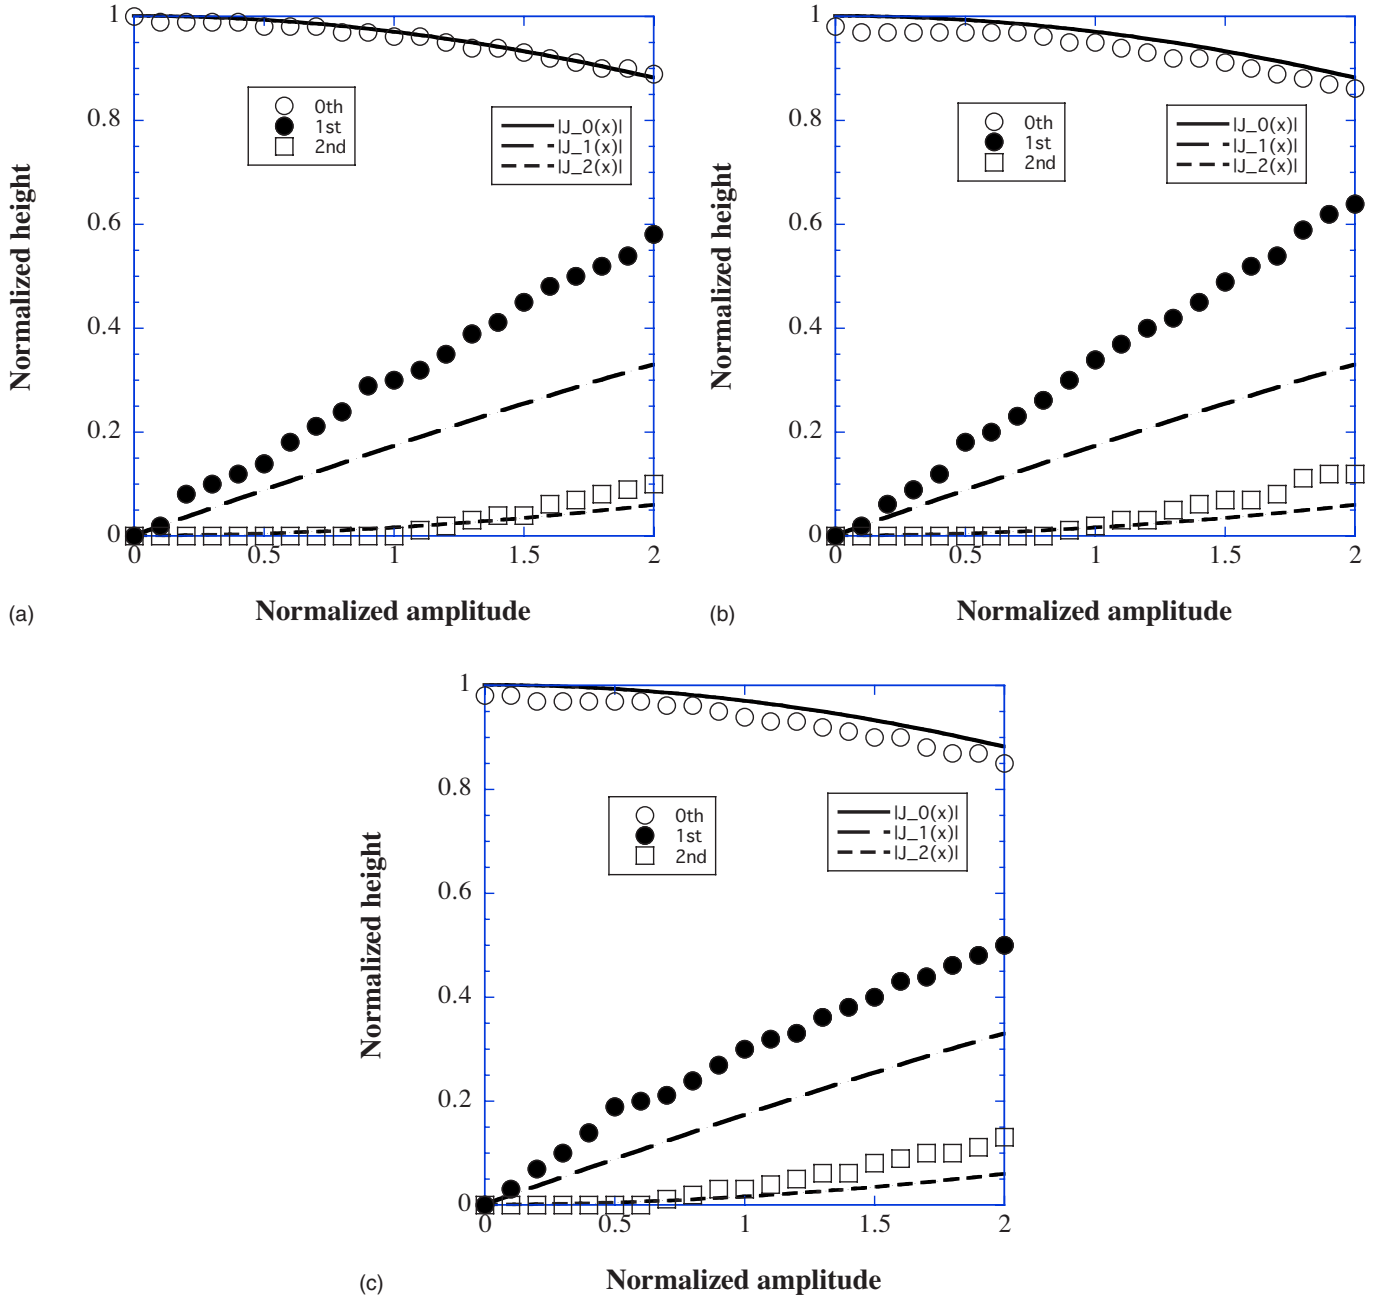 1
0.8
0.6
0.4
0.2
0
Normalized height
0th
1st
2nd
|J_0(x)|
|J_1(x)|
|J_2(x)|
0
0.5
1
1.5
2
(a)
Normalized amplitude
1
0.8
0.6
0.4
0.2
0
Normalized height
0th
1st
2nd
|J_0(x)|
|J_1(x)|
|J_2(x)|
0
0.5
1
1.5
2
(b)
Normalized amplitude
1
0.8
0.6
0.4
0.2
0
Normalized height
0th
1st
2nd
|J_0(x)|
|J_1(x)|
|J_2(x)|
0
0.5
1
1.5
2
(c)
Normalized amplitude